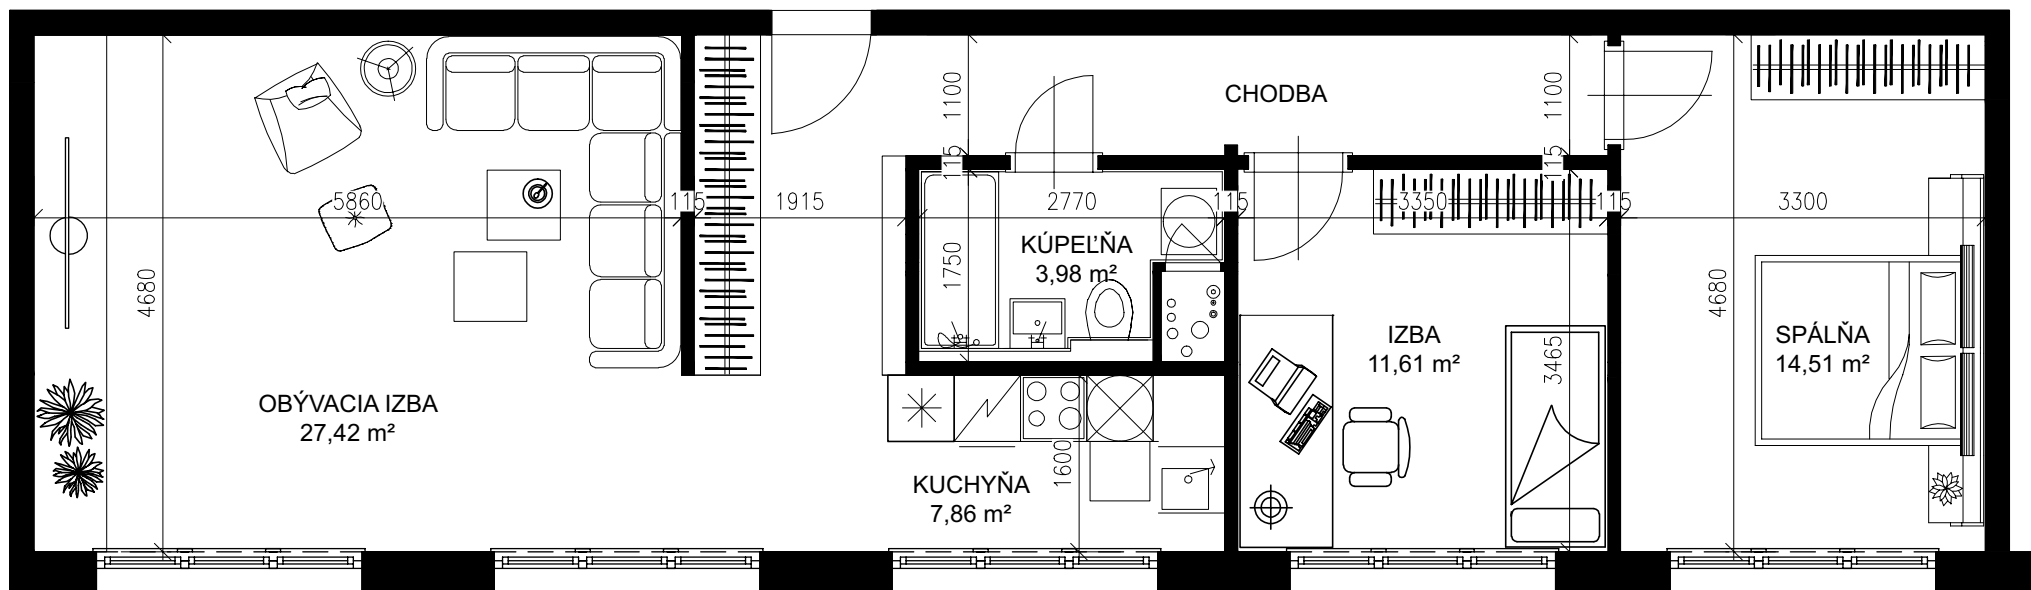 CHODBA
1100
1100
115
115
5860
115
1915
2770
115
3350
115
3300
KÚPEĽŇA
3,98 m²
1750
4680
4680
IZBA
11,61 m²
3465
SPÁLŇA
14,51 m²
OBÝVACIA IZBA
27,42 m²
KUCHYŇA
7,86 m²
1600